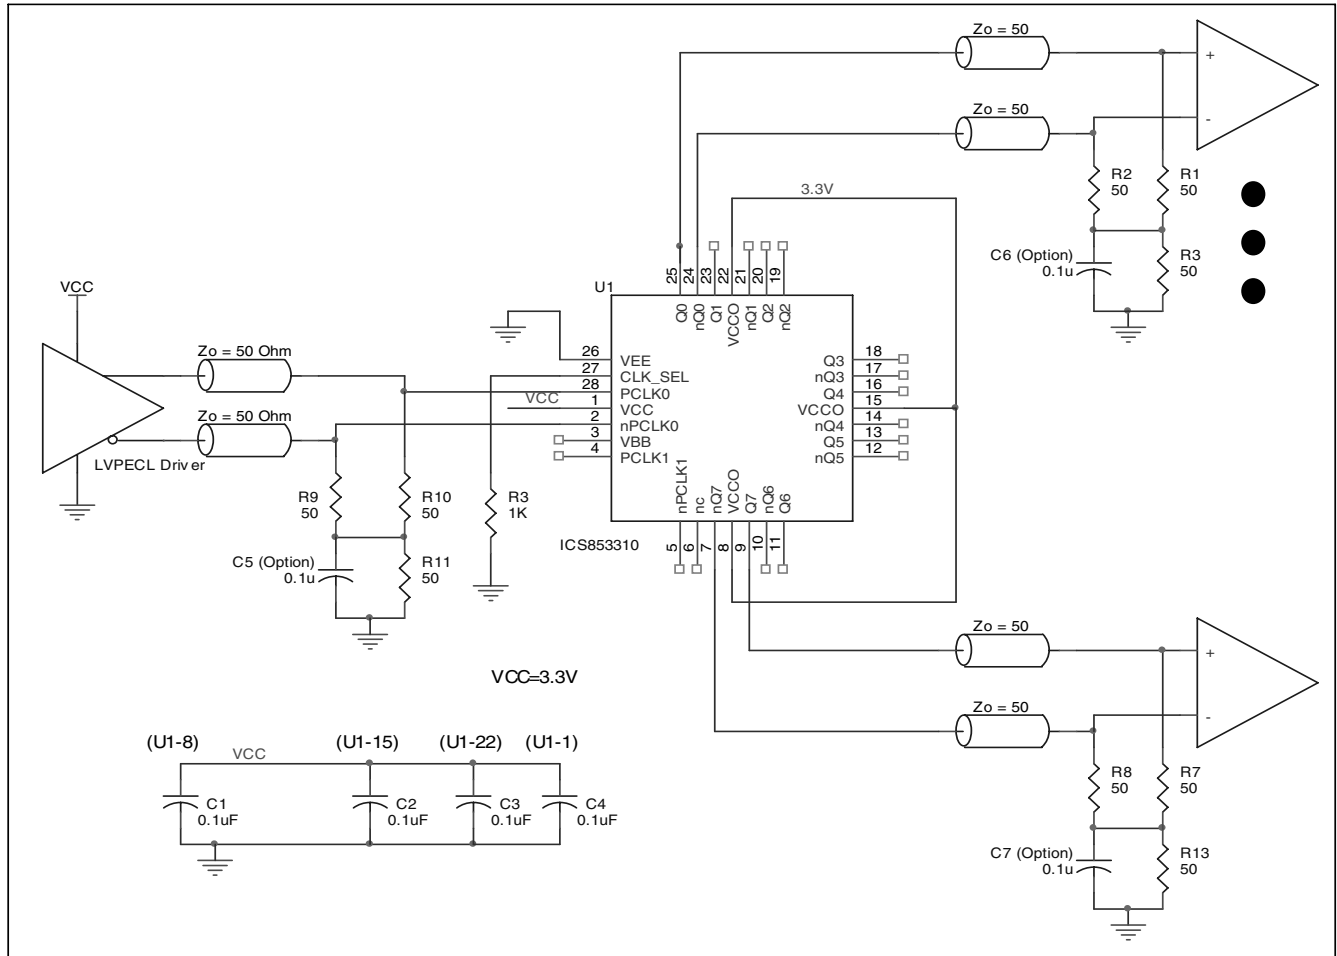 Zo = 50
+
Zo = 50
-
R2
50
R1
50
3.3V
C6 (Option)
0.1u
R3
50
VCC
U1
25
24
23
22
21
20
19
Q0
nQ0
Q1
VCCO
nQ1
Q2
nQ2
Zo = 50 Ohm
Zo = 50 Ohm
LVPECL Driver
VCC
26
27
28
1
2
3
4
VEE
CLK_SEL
PCLK0
VCC
nPCLK0
VBB
PCLK1
Q3
nQ3
Q4
VCCO
nQ4
Q5
nQ5
18
17
16
15
14
13
12
nPCLK1
nc
nQ7
VCCO
Q7
nQ6
Q6
5
6
7
8
9
10
11
R9
50
R10
50
R3
1K
ICS853310
C5 (Option)
0.1u
R11
50
Zo = 50
+
Zo = 50
-
R8
50
R7
50
C7 (Option)
0.1u
R13
50
VCC=3.3V
(U1-8)
(U1-15)
(U1-22)
(U1-1)
VCC
C1
0.1uF
C2
0.1uF
C3
0.1uF
C4
0.1uF